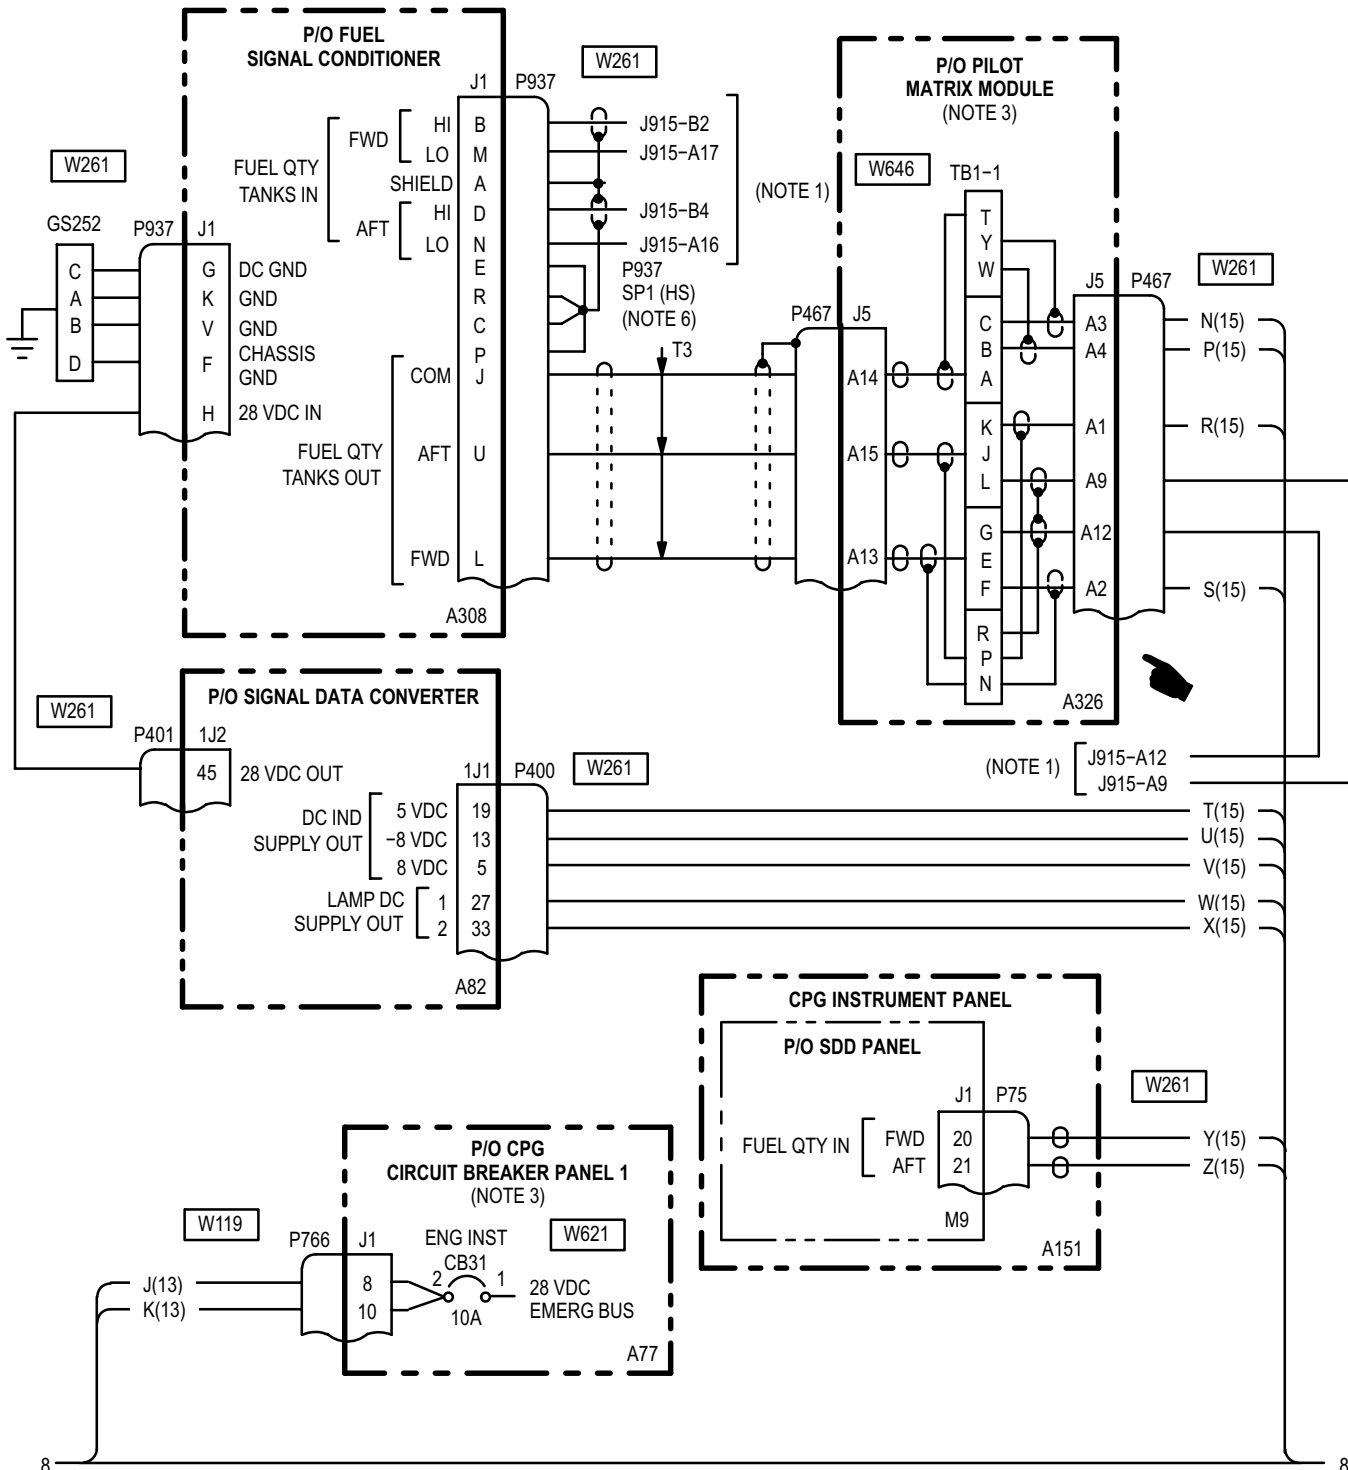 P/O FUEL
SIGNAL CONDITIONER
J1 P937
W261
HI B
FWD
LO M
FUEL QTY
TANKS IN
SHIELD A
HI D
AFT
LO N
E
R
C
P
COM J
FUEL QTY
TANKS OUT
AFT U
FWD L
A308
J915-B2
J915-A17
J915-B4
J915-A16
(NOTE 1)
P937
SP1 (HS)
(NOTE 6)
T3
W261
GS252
P937 J1
C
A
B
D
G DC GND
K GND
V GND
F CHASSIS
GND
H 28 VDC IN
P/O PILOT
MATRIX MODULE
(NOTE 3)
W646
TB1-1
P467 J5
A14
A15
A13
T
Y
W
C
B
A
K
J
L
G
E
F
R
P
N
J5 P467
W261
A3
A4
A1
A9
A12
A2
A326
N(15)
P(15)
R(15)
S(15)
(NOTE 1)
J915-A12
J915-A9
W261
P401 1J2
45 28 VDC OUT
P/O SIGNAL DATA CONVERTER
1J1 P400
W261
DC IND
SUPPLY OUT
5 VDC 19
-8 VDC 13
8 VDC 5
LAMP DC
SUPPLY OUT
1 27
2 33
A82
T(15)
U(15)
V(15)
W(15)
X(15)
CPG INSTRUMENT PANEL
P/O SDD PANEL
J1 P75
W261
FUEL QTY IN
FWD 20
AFT 21
M9
A151
Y(15)
Z(15)
P/O CPG
CIRCUIT BREAKER PANEL 1
(NOTE 3)
W119
P766 J1
ENG INST
CB31
W621
8
10
2 1
10A
28 VDC
EMERG BUS
A77
J(13)
K(13)
8 8